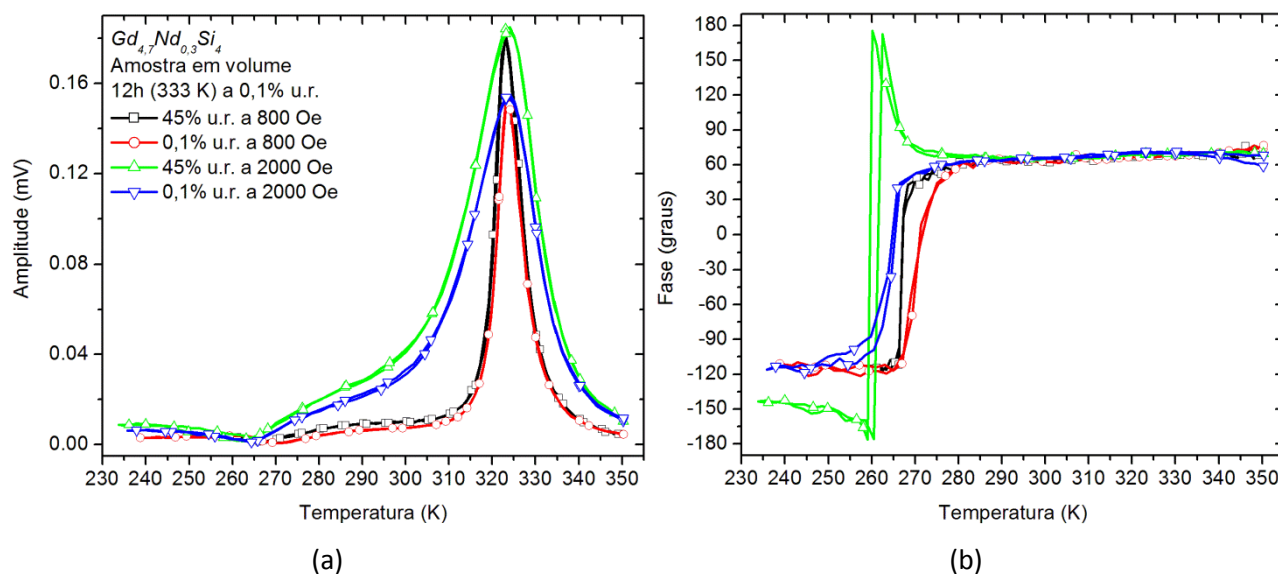 Gd4,7Nd0,3Si4
Amostra em volume
12h (333 K) a 0,1% u.r.
45% u.r. a 800 Oe
0,1% u.r. a 800 Oe
45% u.r. a 2000 Oe
0,1% u.r. a 2000 Oe
Amplitude (mV)
0.16
0.12
0.08
0.04
0.00
230 240 250 260 270 280 290 300 310 320 330 340 350
Temperatura (K)
(a)
Fase (graus)
180
150
120
90
60
30
0
-30
-60
-90
-120
-150
-180
230 240 250 260 270 280 290 300 310 320 330 340 350
Temperatura (K)
(b)